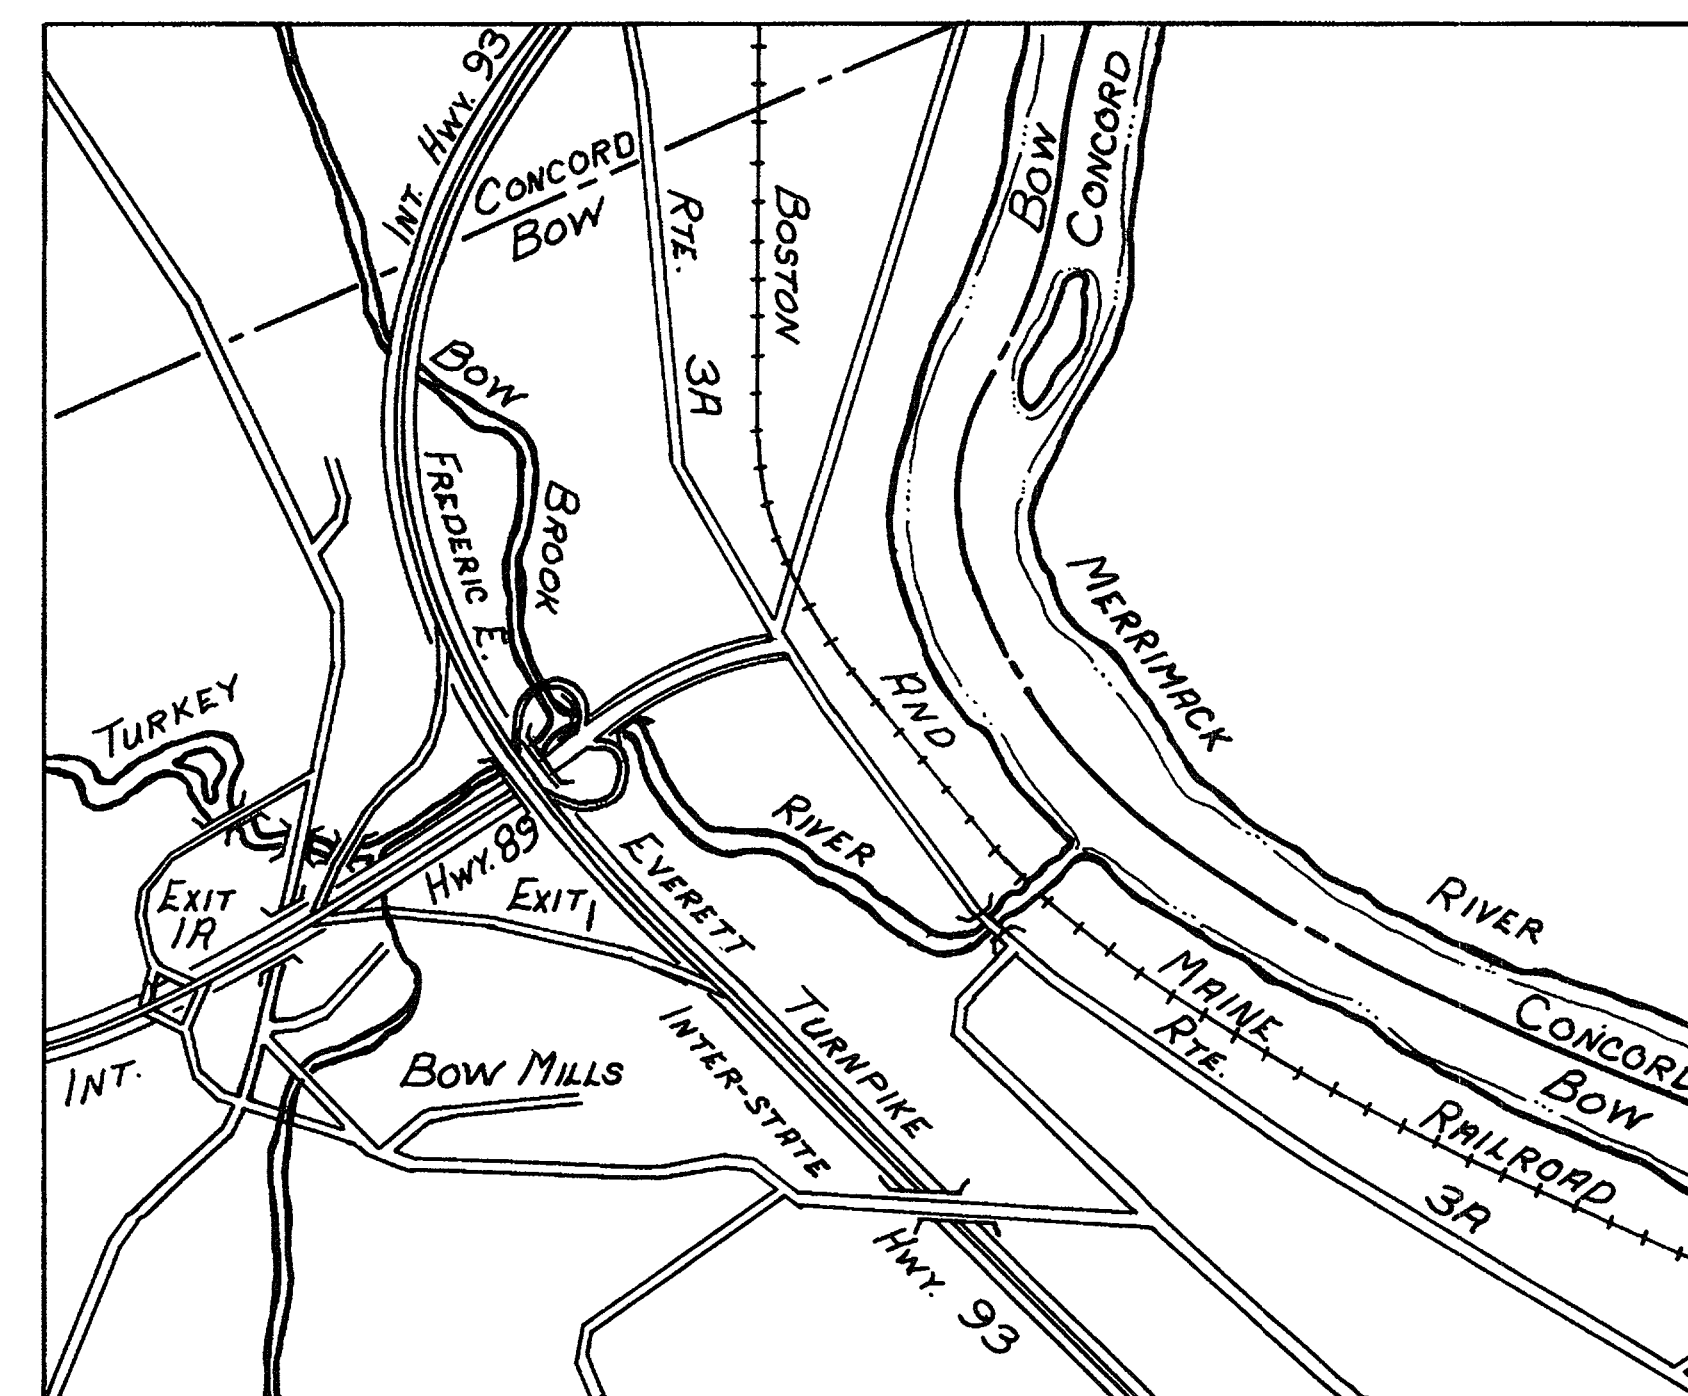 INT. HWY. 93
CONCORD
BOW
RTE. 3A
BOSTON
BOW
CONCORD
BOW
BROOK
FREDERIC E.
TURKEY
AND
MERRIMACK
RIVER
EXIT
1A
HWY. 89
EXIT 1
EVERETT
RIVER
INT.
BOW MILLS
INTER-STATE
TURNPIKE
MAINE
RTE.
CONCORD
BOW
RAILROAD
3A
HWY. 93